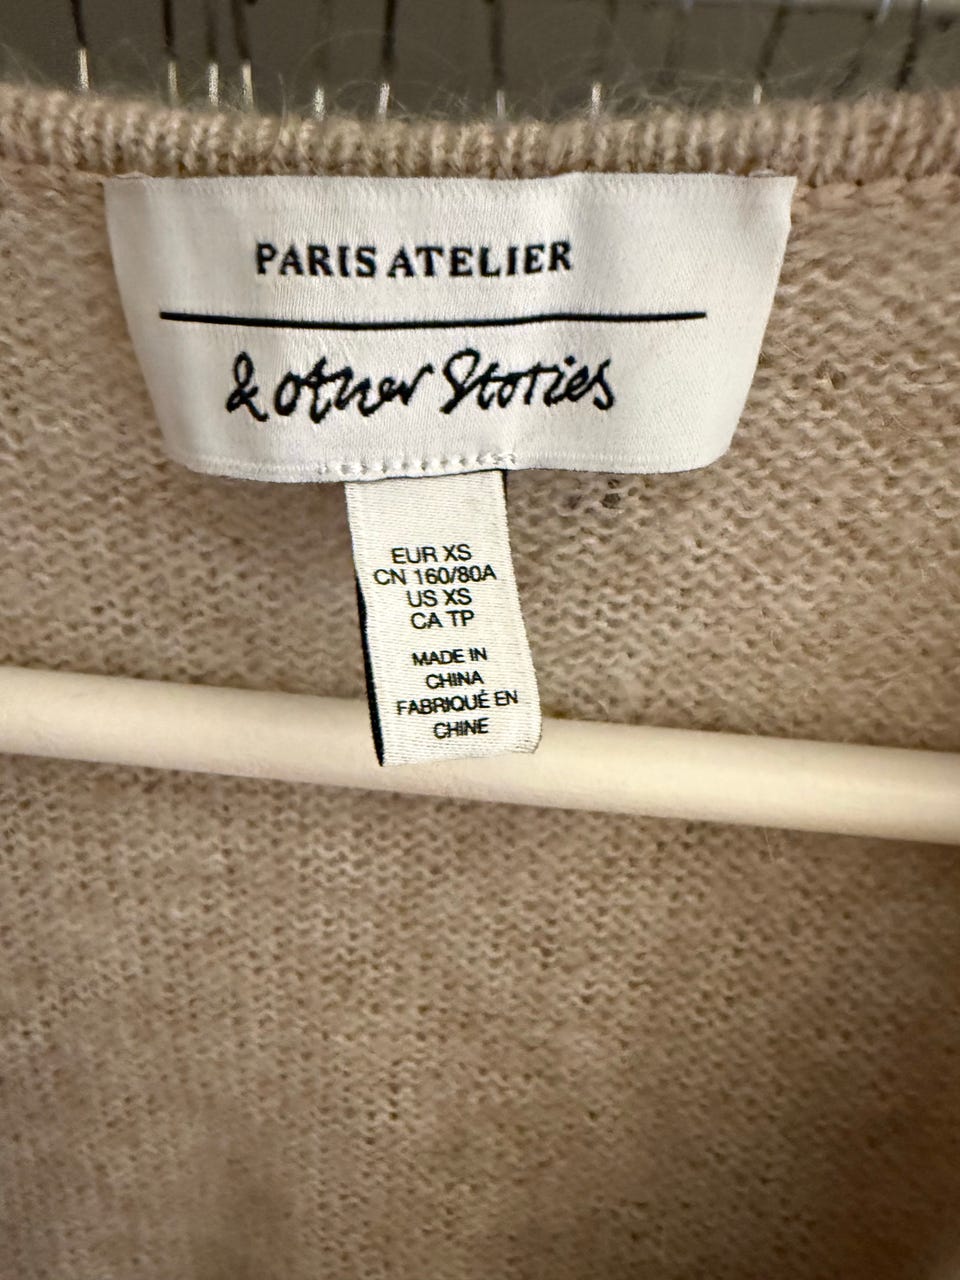 PARIS ATELIER
& other Stories
EUR XS
CN 160/80A
US XS
CA TP
MADE IN
CHINA
FABRIQUÉ EN
CHINE